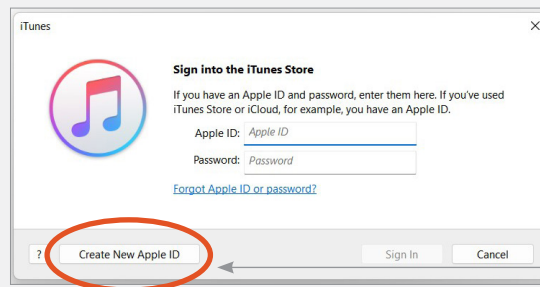 iTunes
Sign into the iTunes Store
If you have an Apple ID and password, enter them here. If you’ve used
iTunes Store or iCloud, for example, you have an Apple ID.
Apple ID: Apple ID
Password: Password
Forgot Apple ID or password?
? Create New Apple ID Sign In Cancel